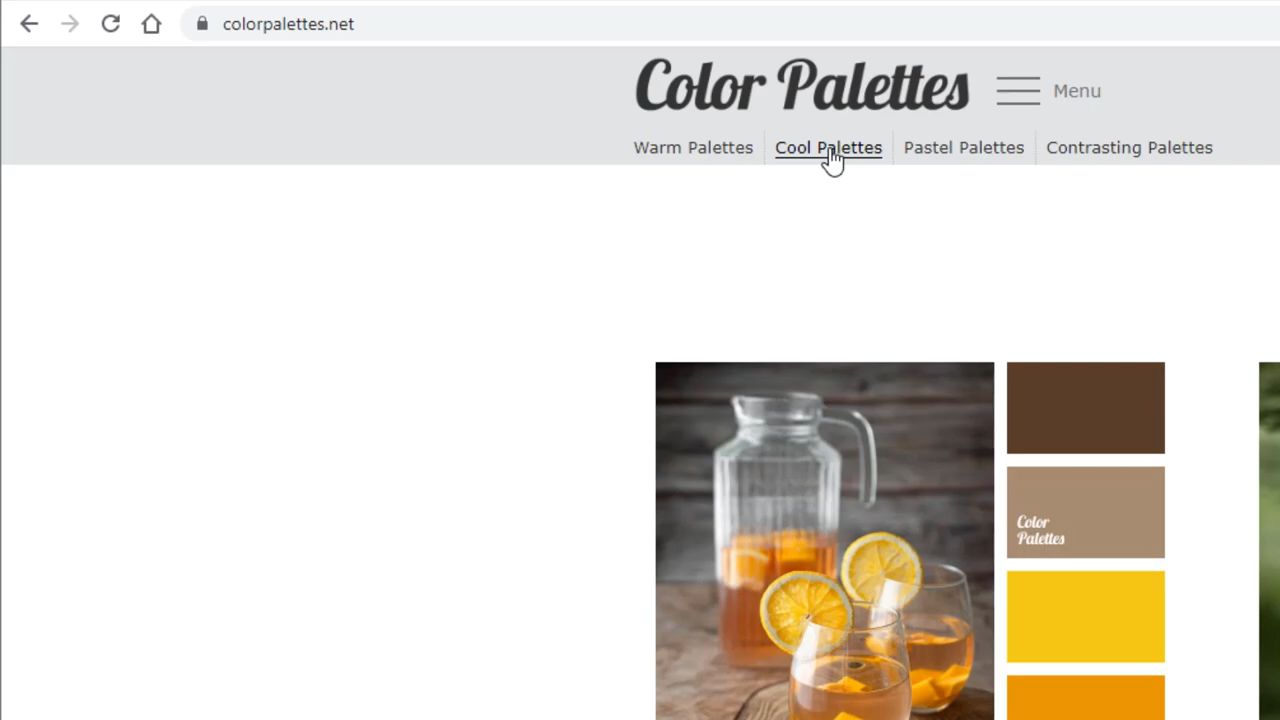 colorpalettes.net
Color Palettes
Menu
Warm Palettes
Cool Palettes
Pastel Palettes
Contrasting Palettes
Color
Palettes